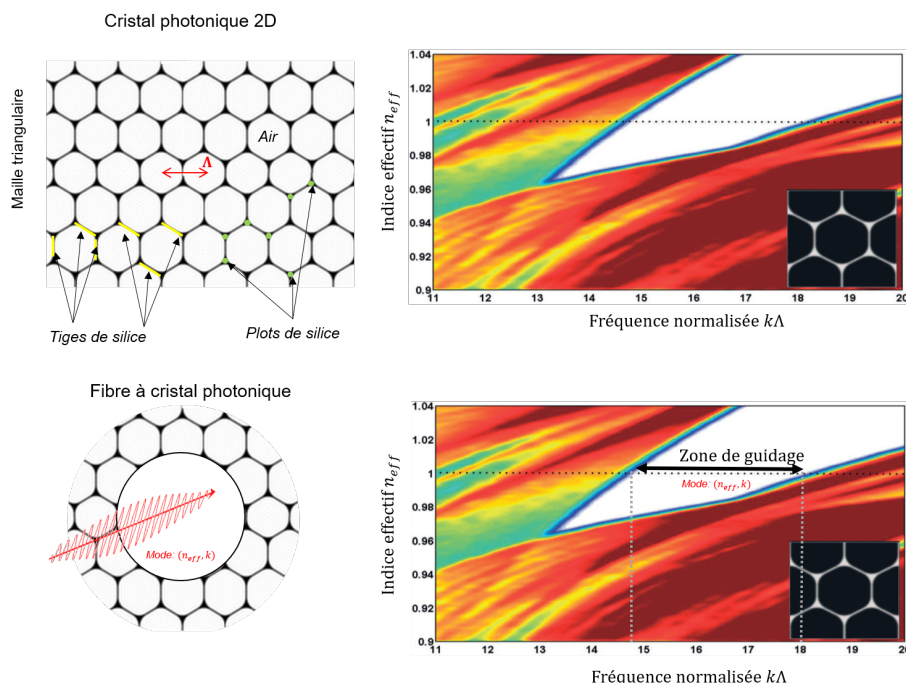 Cristal photonique 2D
Maille triangulaire
Air
Λ
Tiges de silice
Plots de silice
Indice effectif n_eff
1.04
1.02
1
0.98
0.96
0.94
0.92
0.9
11 12 13 14 15 16 17 18 19 20
Fréquence normalisée kΛ
Fibre à cristal photonique
Mode: (n_eff, k)
Indice effectif n_eff
1.04
1.02
1
0.98
0.96
0.94
0.92
0.9
Zone de guidage
Mode: (n_eff, k)
11 12 13 14 15 16 17 18 19 20
Fréquence normalisée kΛ